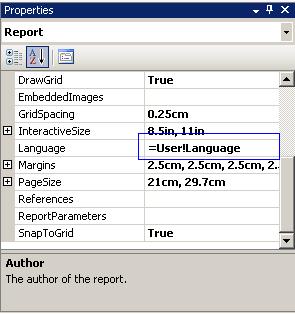 Properties
Report
DrawGrid True
EmbeddedImages
GridSpacing 0.25cm
InteractiveSize 8.5in, 11in
Language =User!Language
Margins 2.5cm, 2.5cm, 2.5cm, 2.
PageSize 21cm, 29.7cm
References
ReportParameters
SnapToGrid True
Author
The author of the report.